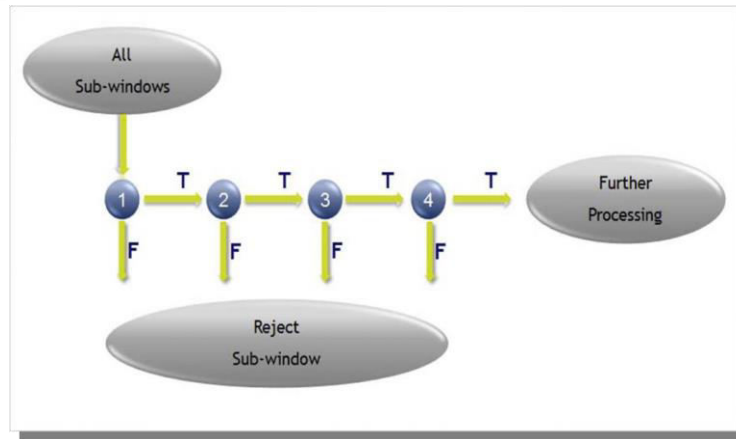 All
Sub-windows
T T T T
1 2 3 4
Further
Processing
F F F F
Reject
Sub-window